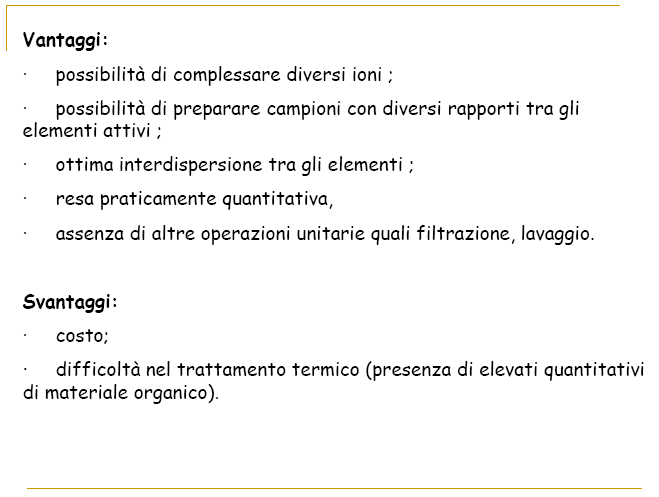 Vantaggi:
· possibilità di complessare diversi ioni ;
· possibilità di preparare campioni con diversi rapporti tra gli
elementi attivi ;
· ottima interdispersione tra gli elementi ;
· resa praticamente quantitativa,
· assenza di altre operazioni unitarie quali filtrazione, lavaggio.
Svantaggi:
· costo;
· difficoltà nel trattamento termico (presenza di elevati quantitativi
di materiale organico).